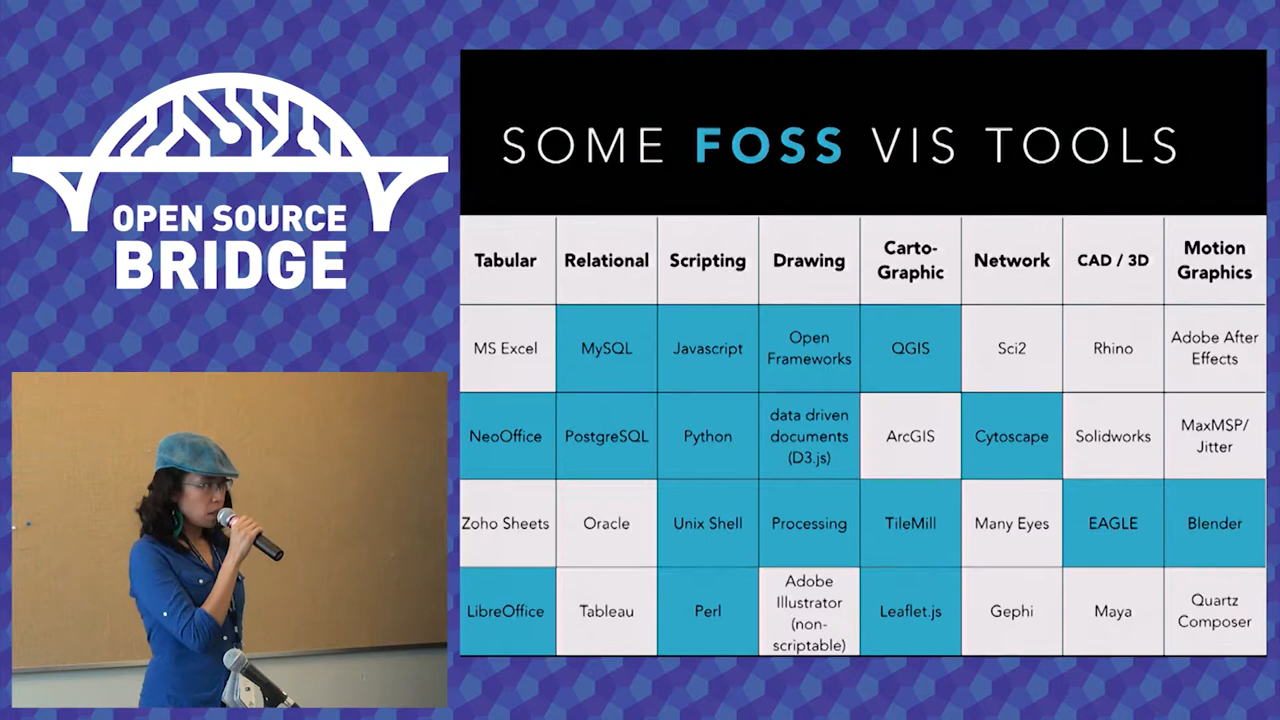 OPEN SOURCE
BRIDGE
SOME FOSS VIS TOOLS
Tabular
Relational
Scripting
Drawing
Carto-
Graphic
Network
CAD / 3D
Motion
Graphics
MS Excel
MySQL
Javascript
Open
Frameworks
QGIS
Sci2
Rhino
Adobe After
Effects
NeoOffice
PostgreSQL
Python
data driven
documents
(D3.js)
ArcGIS
Cytoscape
Solidworks
MaxMSP/
Jitter
Zoho Sheets
Oracle
Unix Shell
Processing
TileMill
Many Eyes
EAGLE
Blender
LibreOffice
Tableau
Perl
Adobe
Illustrator
(non-
scriptable)
Leaflet.js
Gephi
Maya
Quartz
Composer